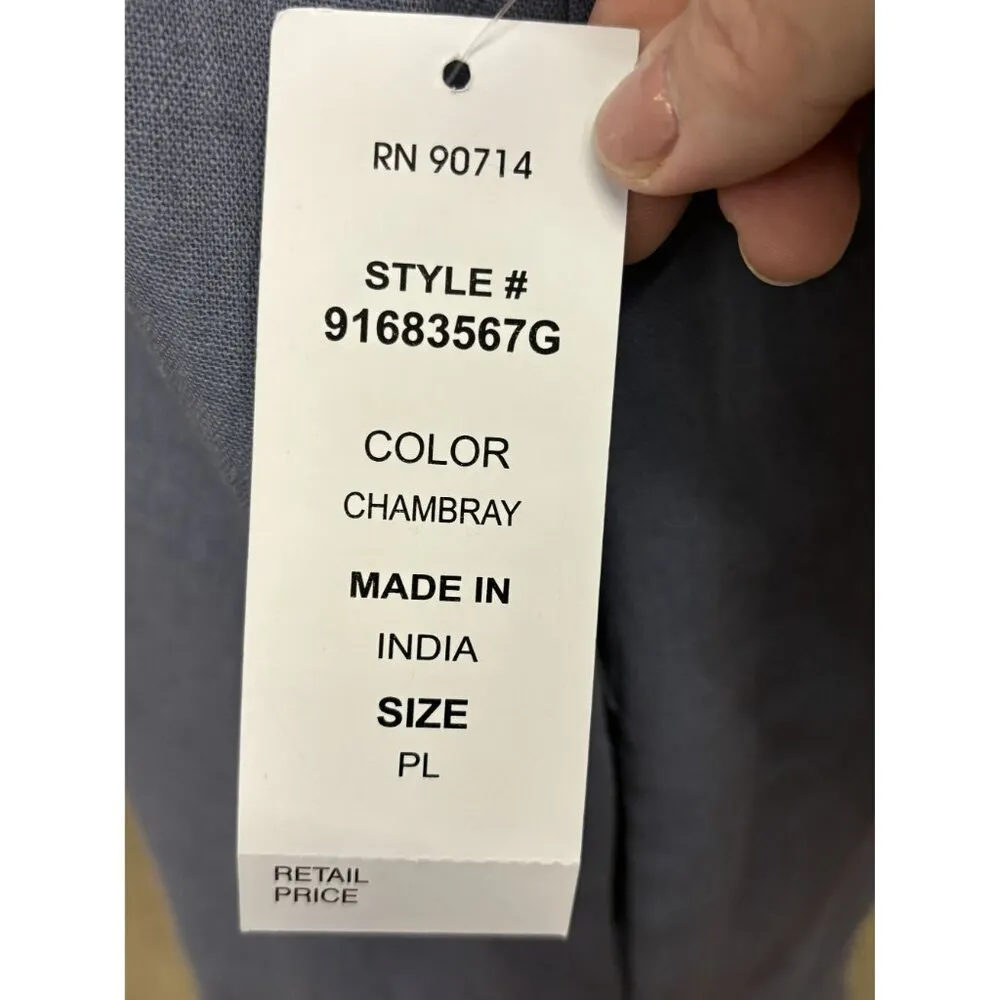 RN 90714
STYLE #
91683567G
COLOR
CHAMBRAY
MADE IN
INDIA
SIZE
PL
RETAIL
PRICE